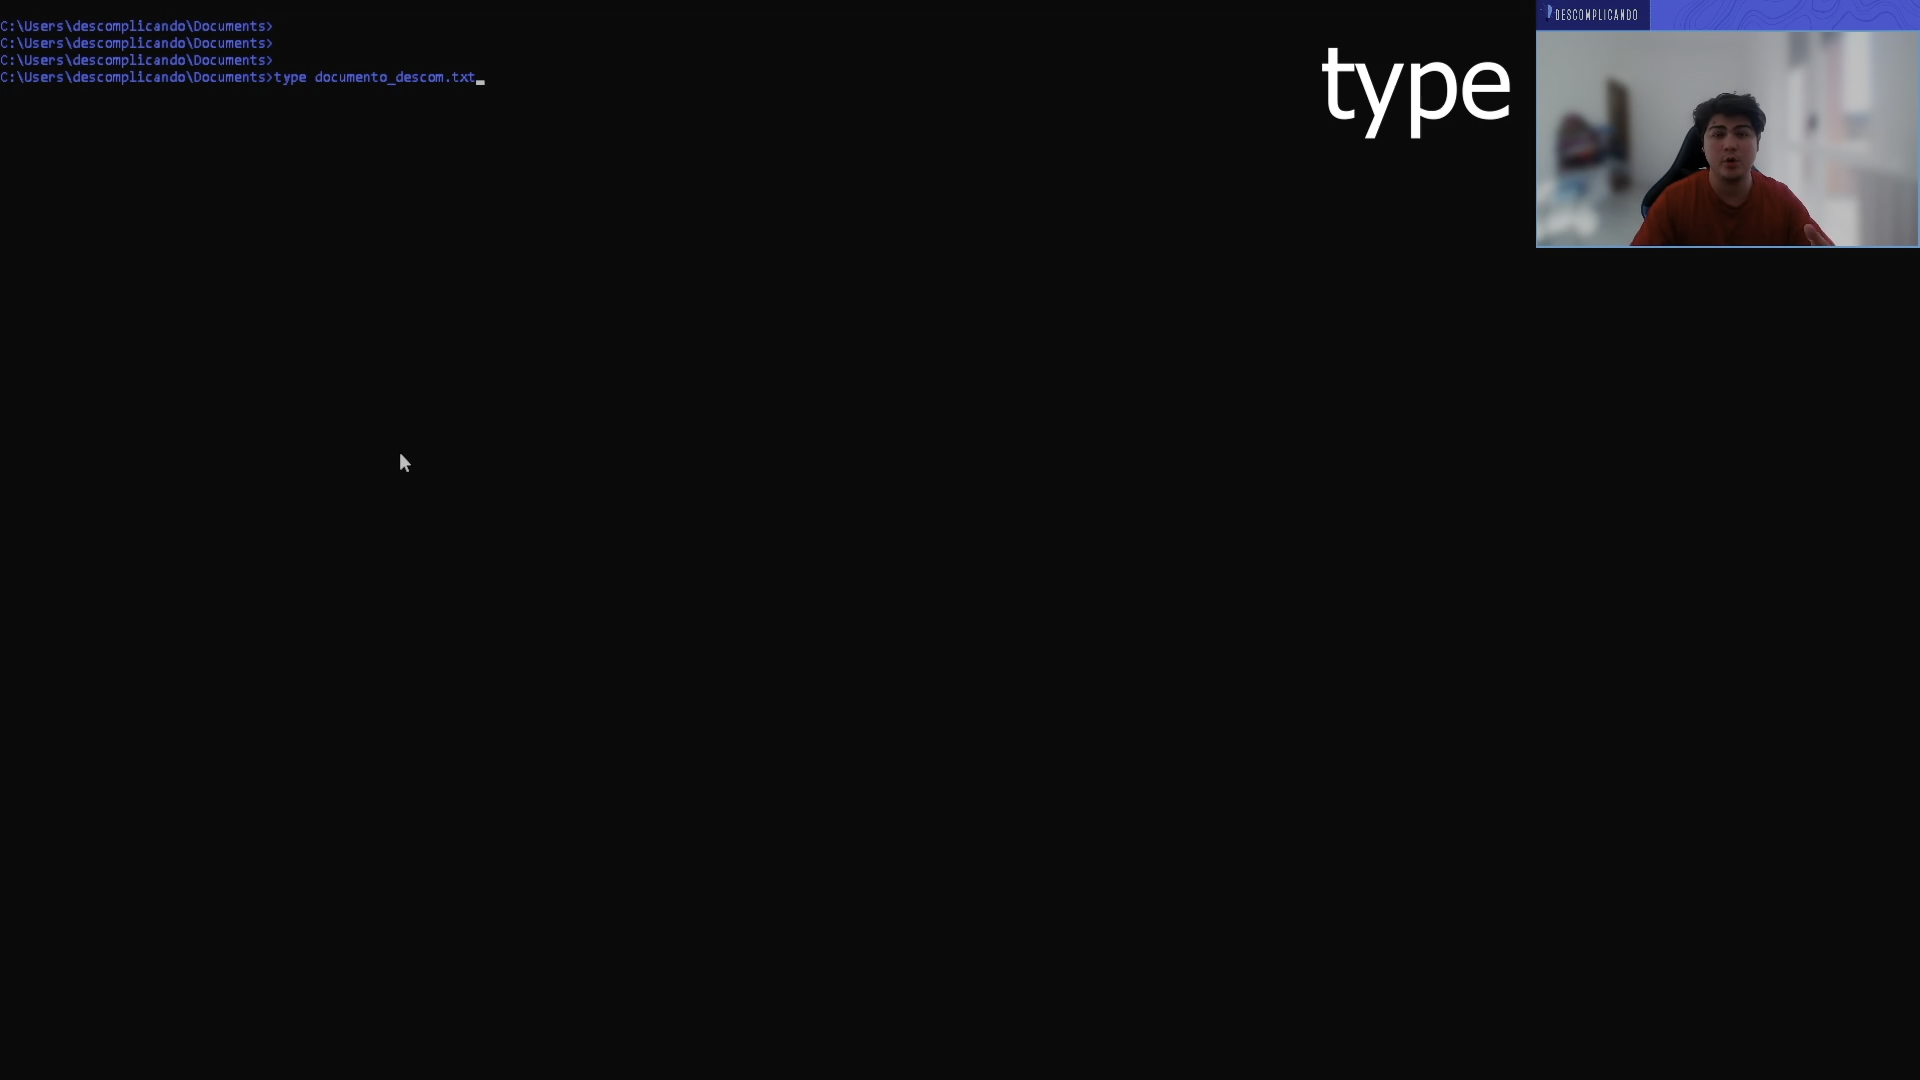 C:\Users\descomplicando\Documents>
C:\Users\descomplicando\Documents>
C:\Users\descomplicando\Documents>
C:\Users\descomplicando\Documents>type documento_descom.txt
type
DESCOMPLICANDO